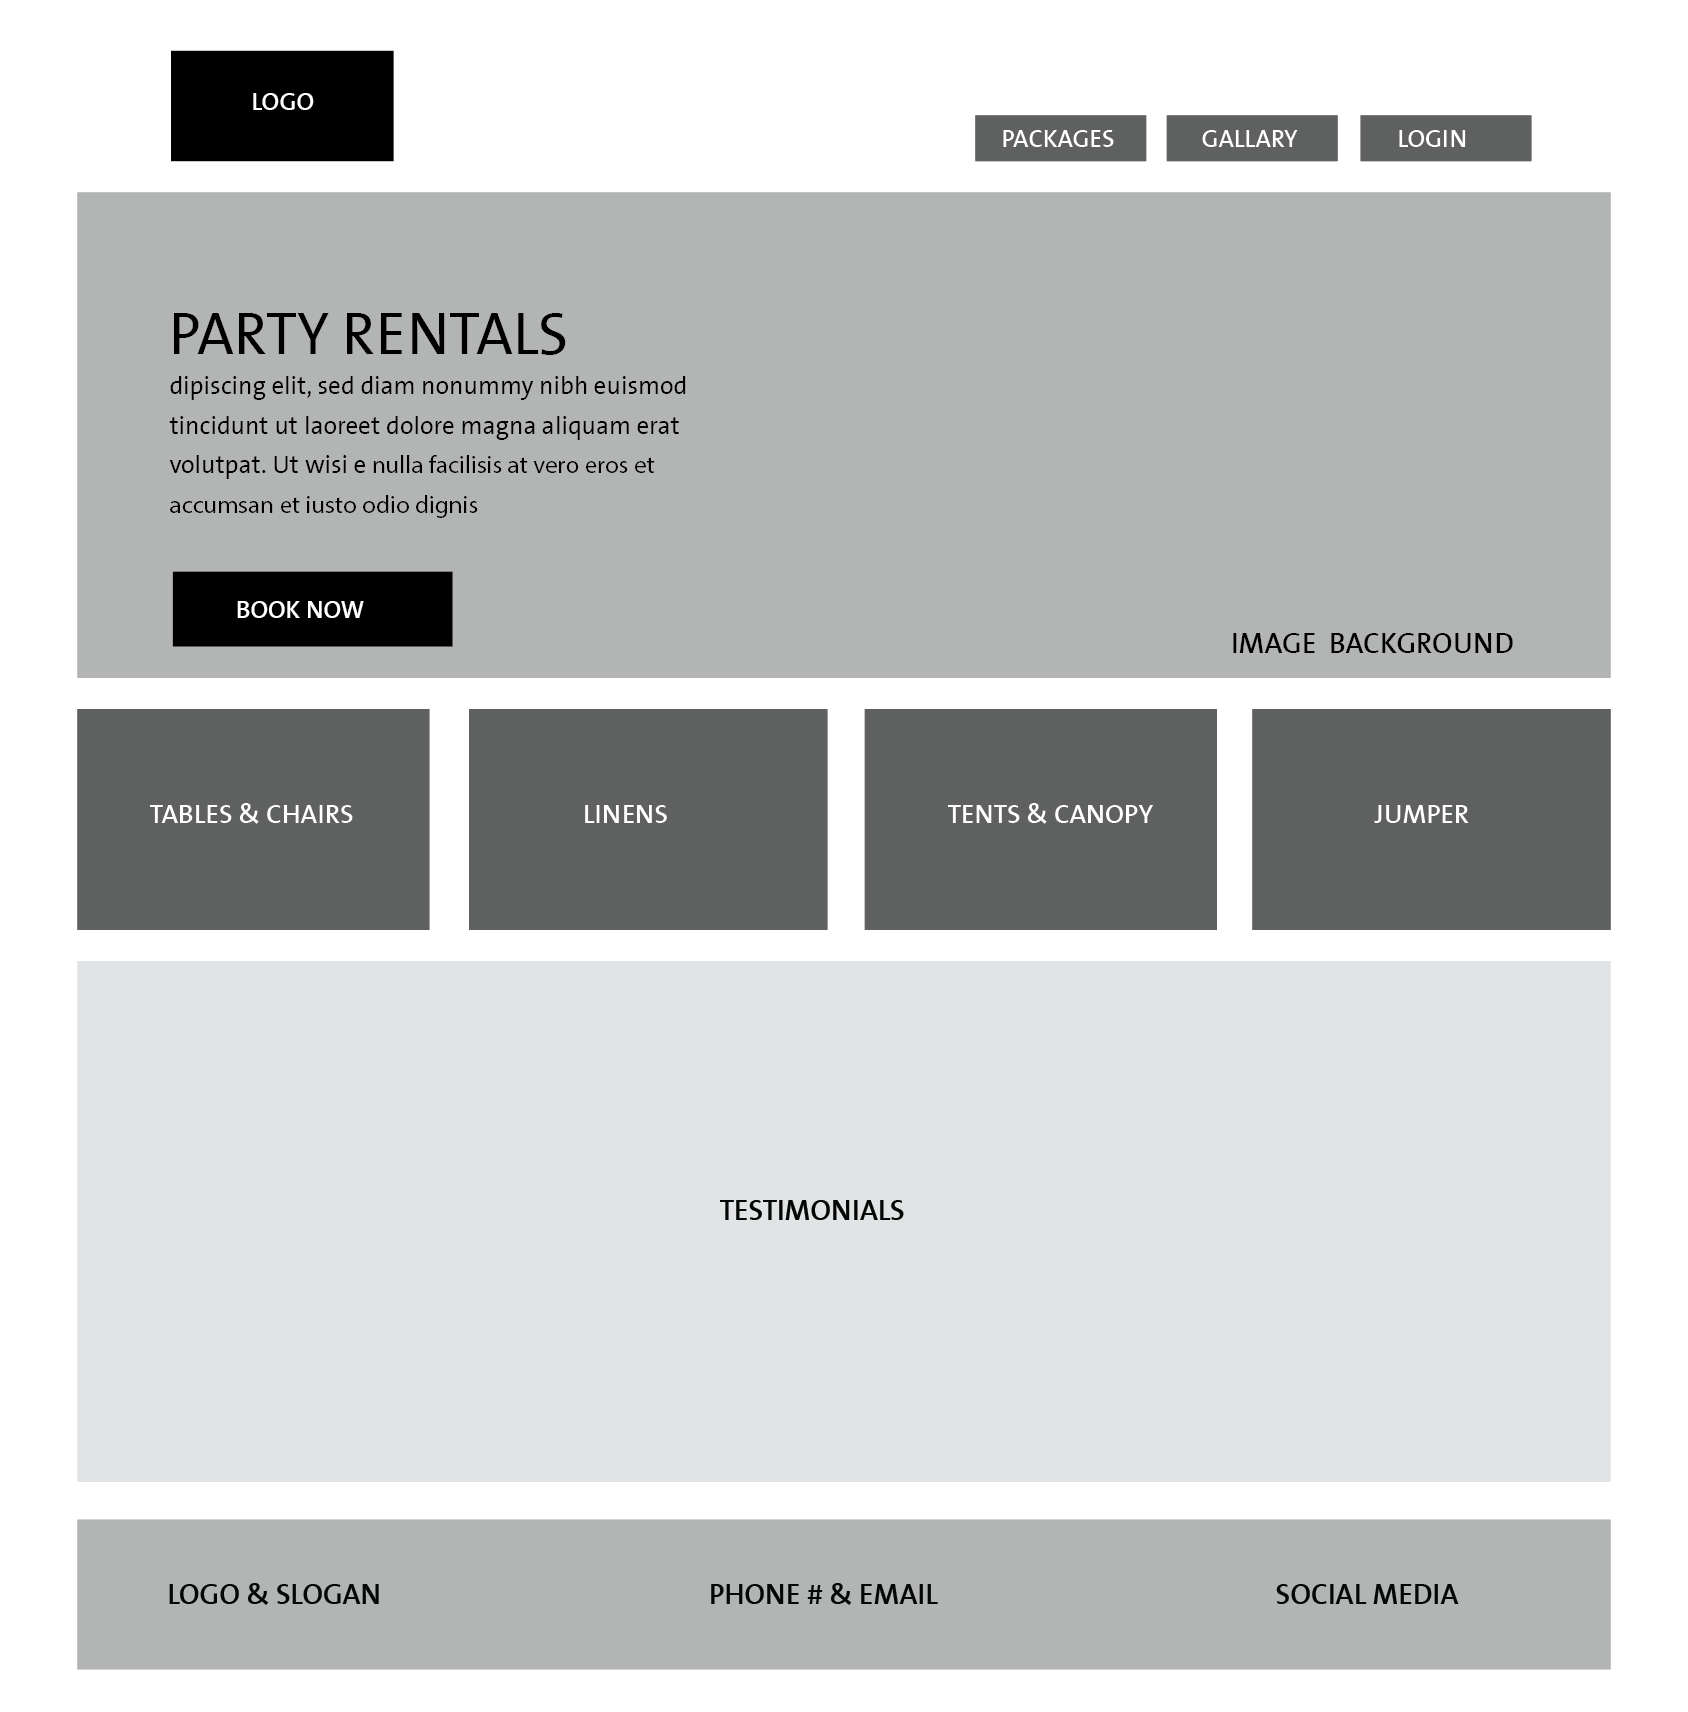 LOGO
PACKAGES
GALLARY
LOGIN
PARTY RENTALS
dipiscing elit, sed diam nonummy nibh euismod
tincidunt ut laoreet dolore magna aliquam erat
volutpat. Ut wisi e nulla facilisis at vero eros et
accumsan et iusto odio dignis
BOOK NOW
IMAGE BACKGROUND
TABLES & CHAIRS
LINENS
TENTS & CANOPY
JUMPER
TESTIMONIALS
LOGO & SLOGAN
PHONE # & EMAIL
SOCIAL MEDIA